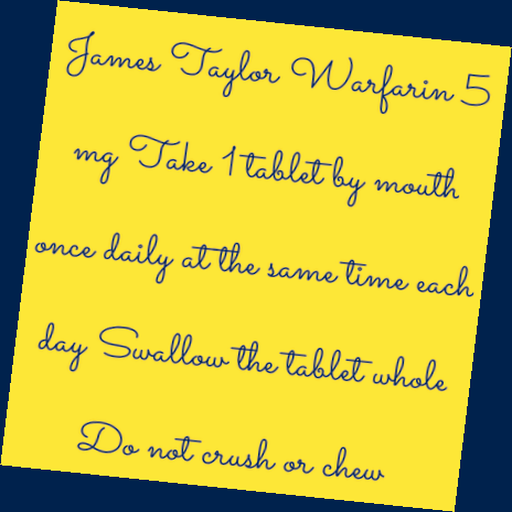 James Taylor Warfarin 5
mg Take 1 tablet by mouth
once daily at the same time each
day Swallow the tablet whole
Do not crush or chew